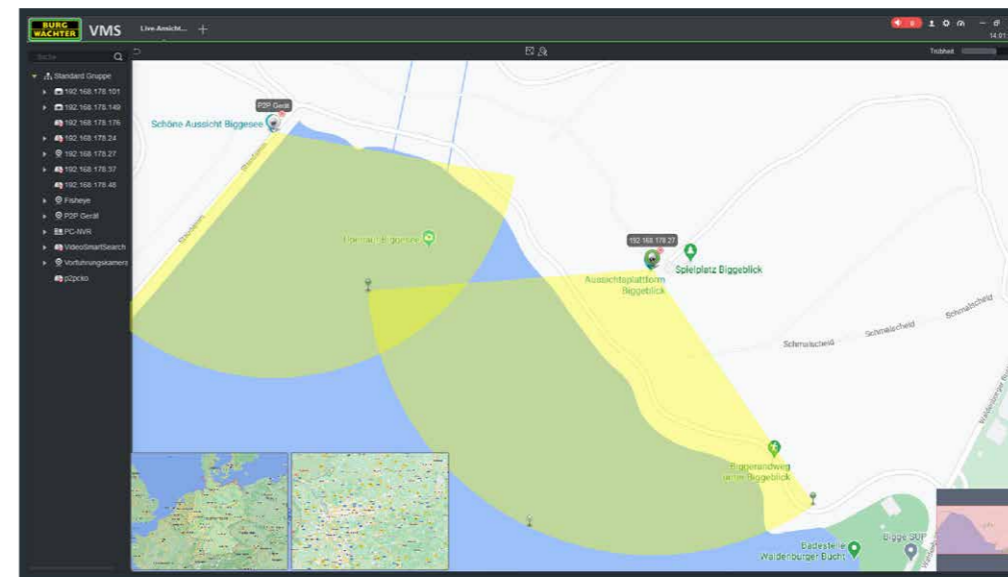 BURG
WÄCHTER
VMS
Live-Ansicht...
14:01
Suche
Trübheit
Standard Gruppe
192.168.178.101
192.168.178.149
192.168.178.176
192.168.178.24
192.168.178.27
192.168.178.37
192.168.178.48
Fisheye
P2P Gerät
PC-NVR
VideoSmartSearch
Vorführungskamera
p2pcko
P2P Gerät
Schöne Aussicht Biggesee
192.168.178.27
Aussichtsplattform
Biggeblick
Spielplatz Biggeblick
Schmalscheid
Schmalscheid
Schmalscheid
Waldenburger
Biggerandweg
unter Biggeblick
Badestelle
Waldenburger Bucht
Bigge SUP